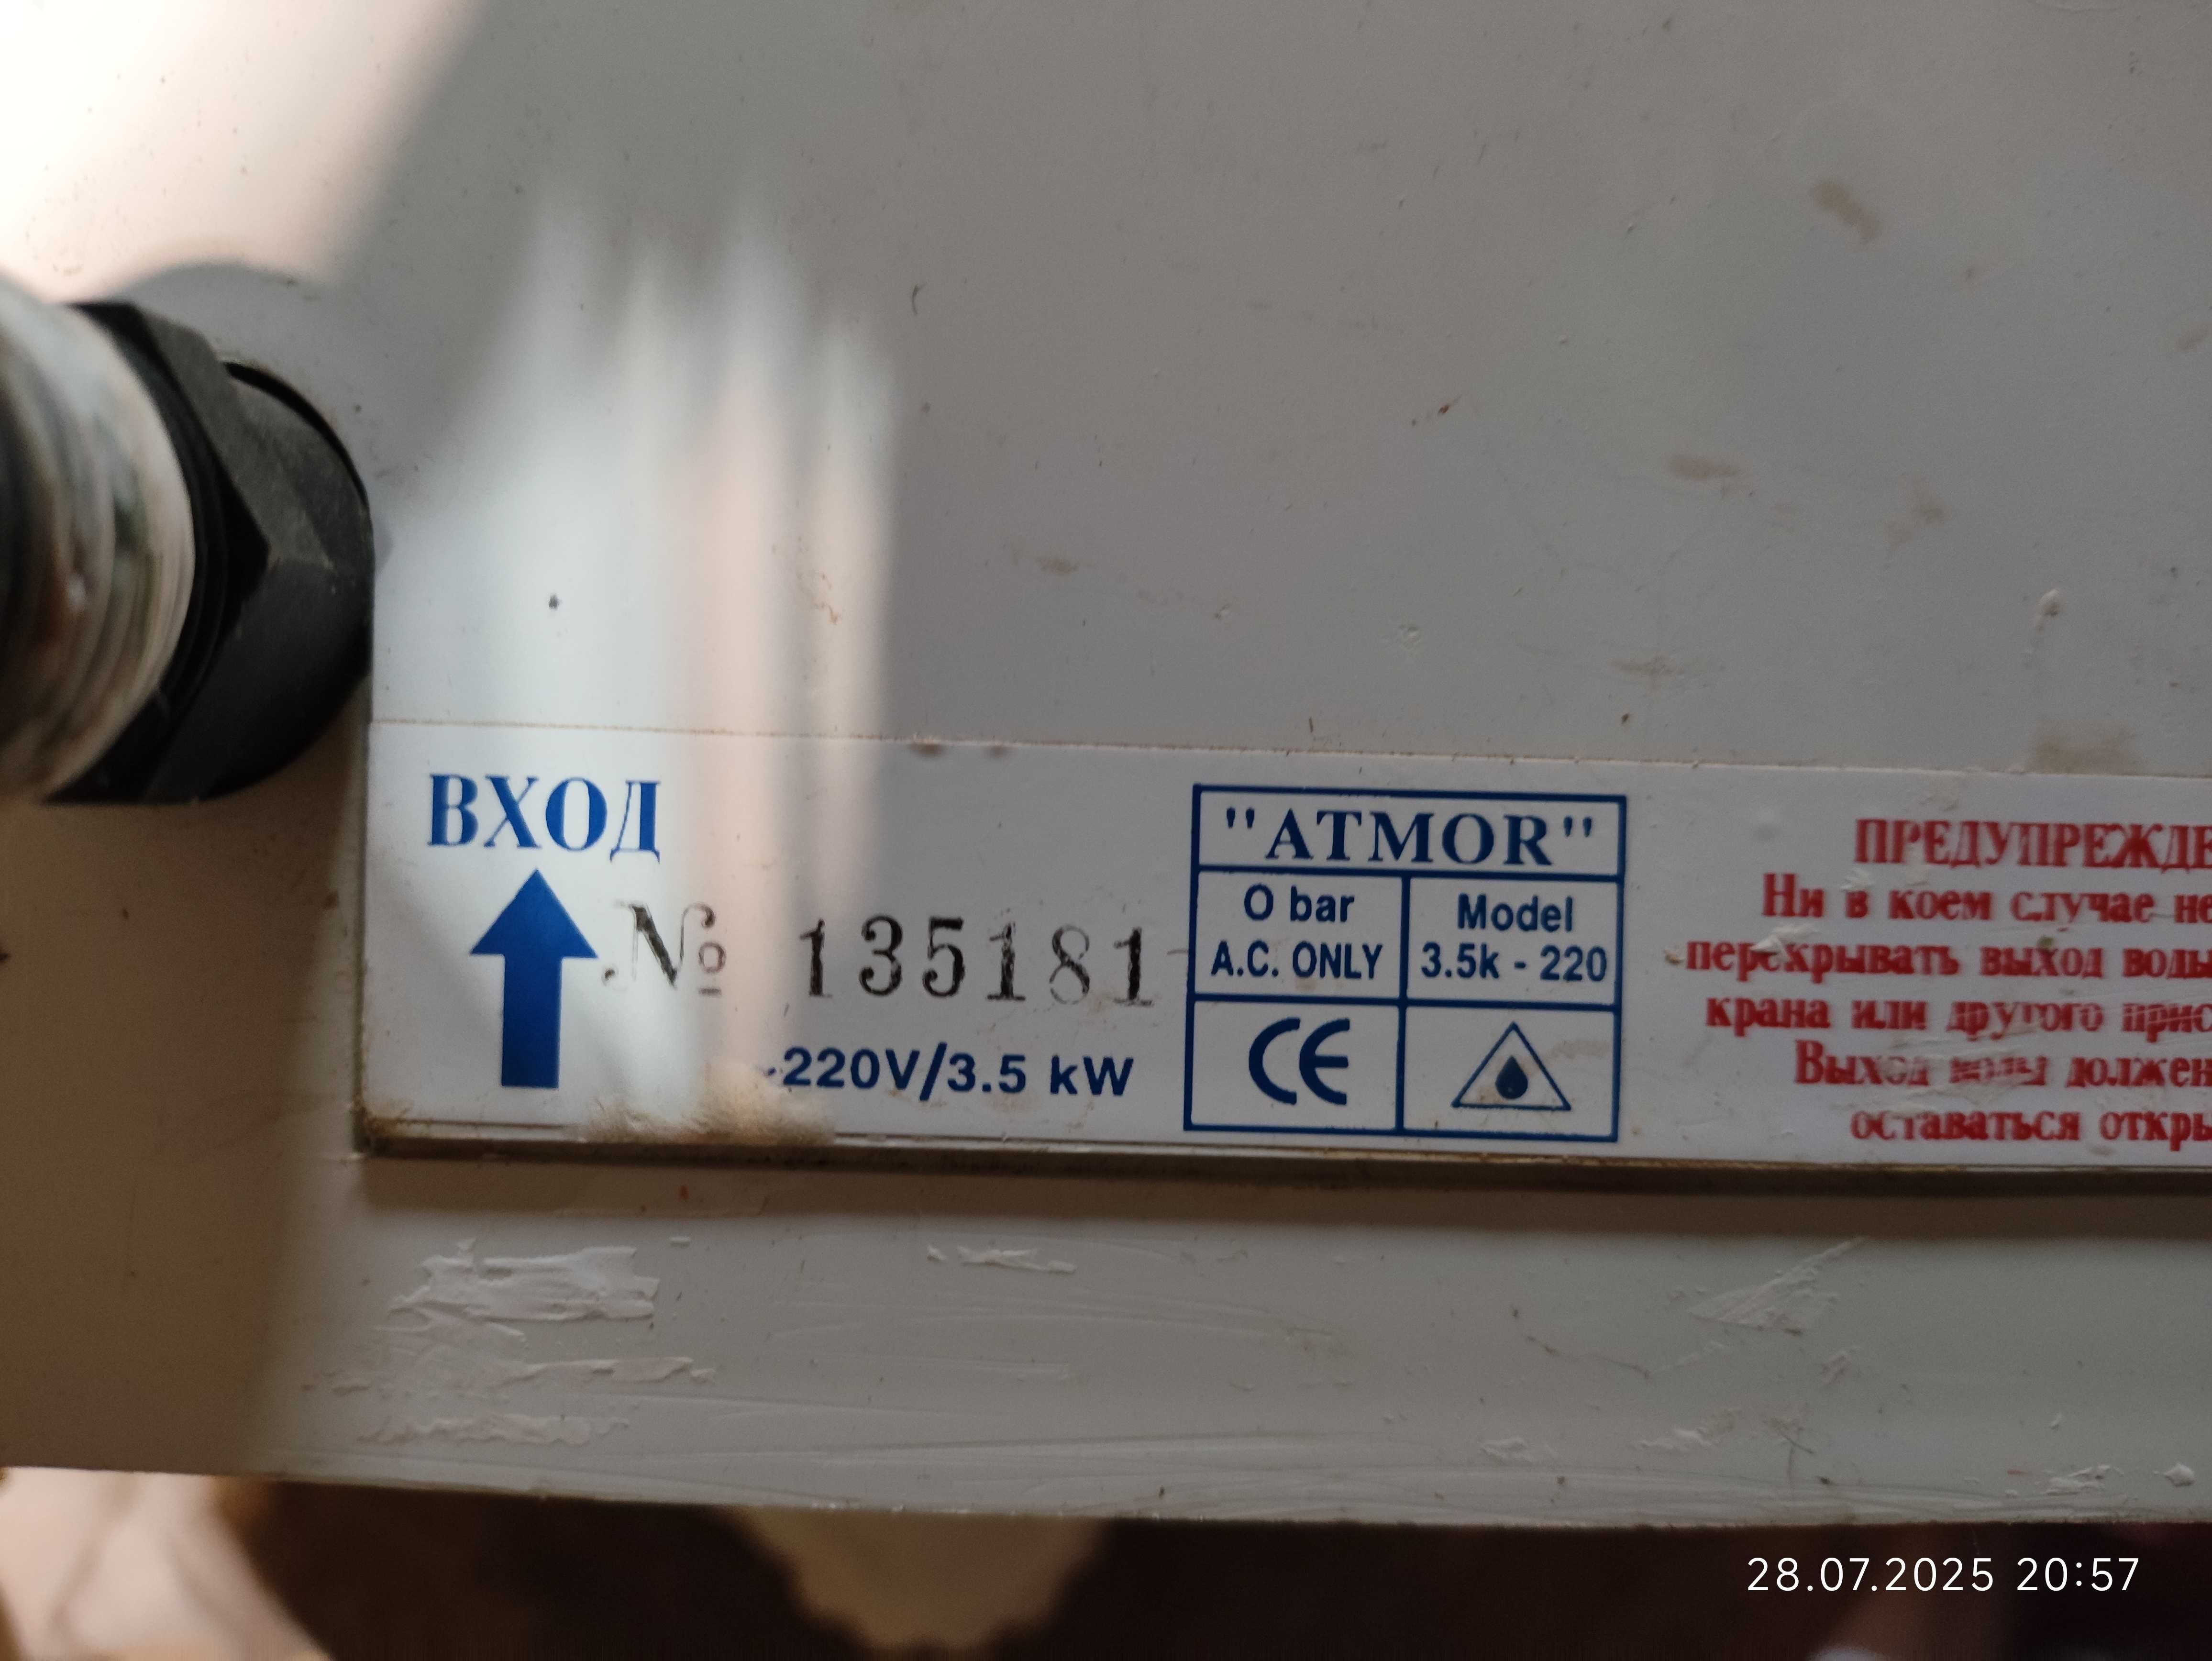 ВХОД
№ 135181
~220V/3.5 kW
"ATMOR"
O bar
A.C. ONLY
Model
3.5k - 220
CE
ПРЕДУПРЕЖДЕ
Ни в коем случае не
перекрывать выход воды
крана или другого прис
Выход воды должен
оставаться откры
28.07.2025 20:57